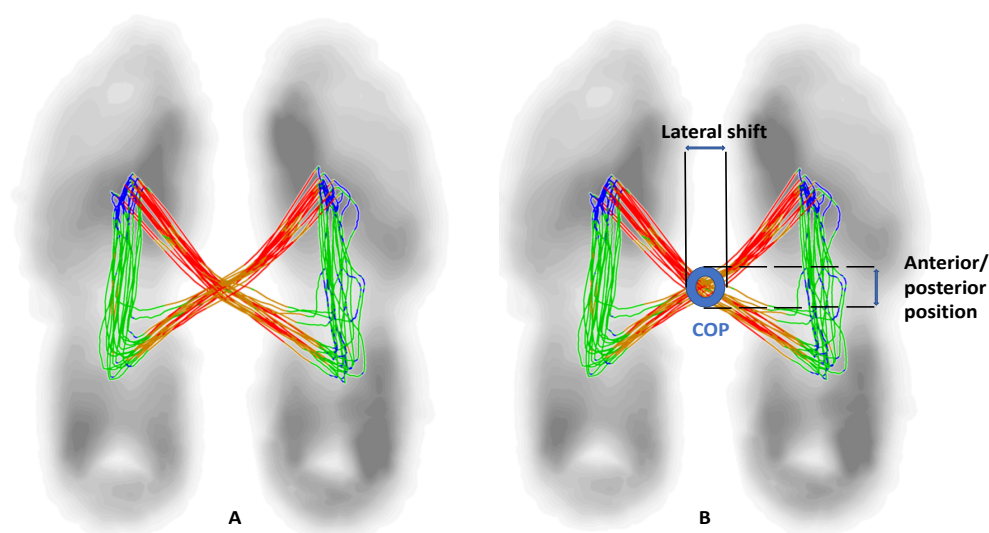 Lateral shift
Anterior/
posterior
position
COP
A
B